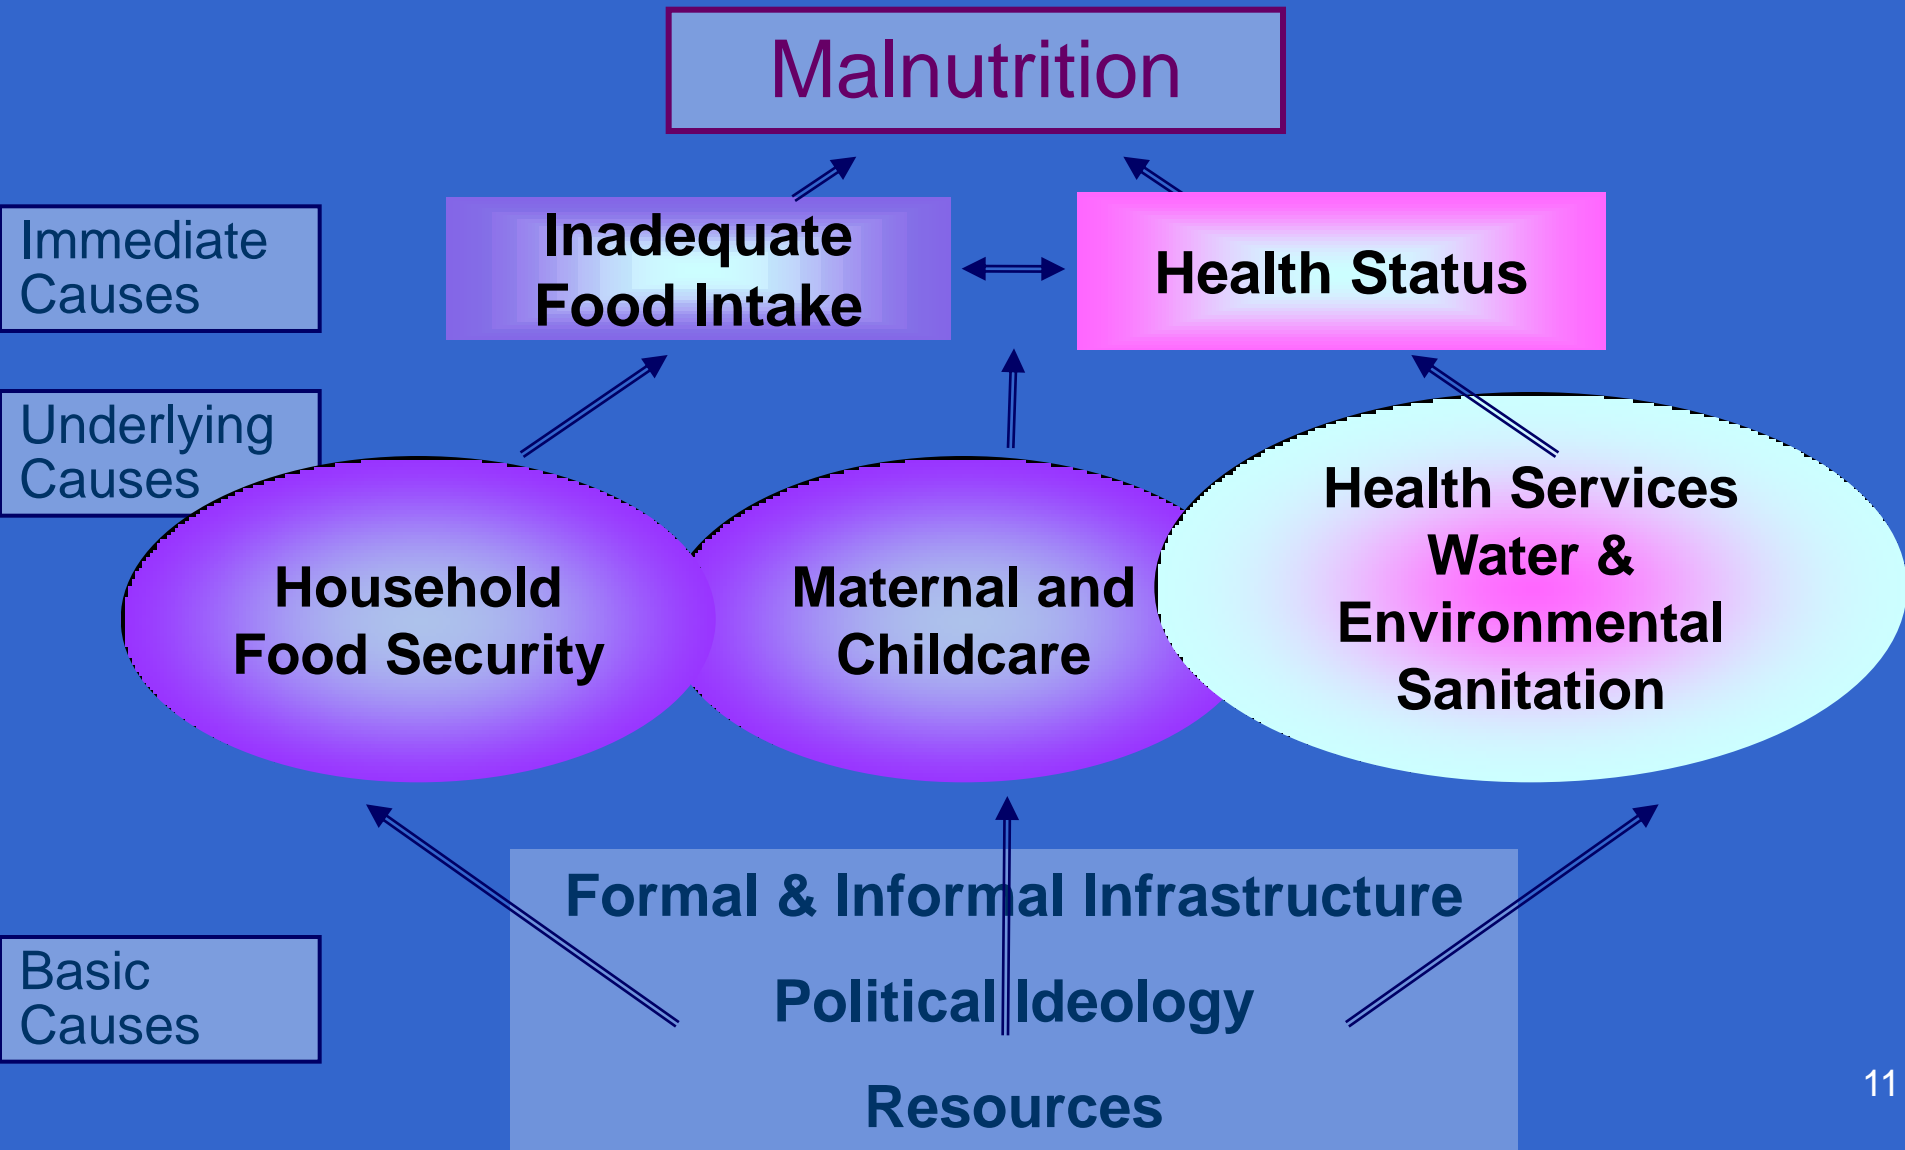 Malnutrition
Immediate
Causes
Inadequate
Food Intake
Health Status
Underlying
Causes
Household
Food Security
Maternal and
Childcare
Health Services
Water &
Environmental
Sanitation
Basic
Causes
Formal & Informal Infrastructure
Political Ideology
Resources
11